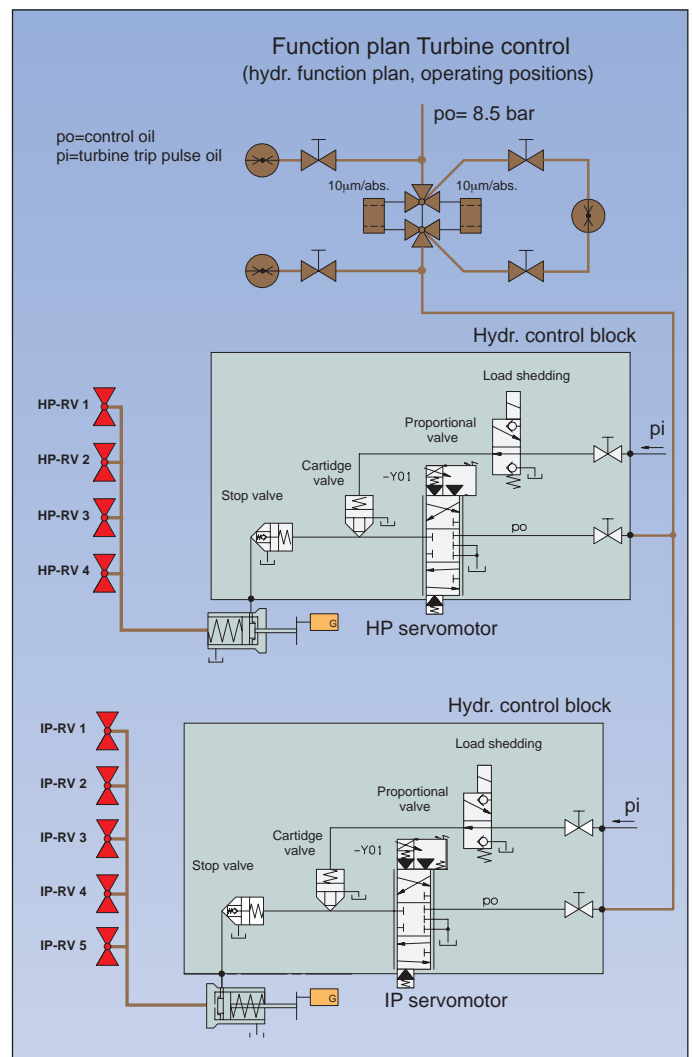 Function plan Turbine control
(hydr. function plan, operating positions)
po= 8.5 bar
po=control oil
pi=turbine trip pulse oil
10µm/abs.
10µm/abs.
Hydr. control block
Load shedding
HP-RV 1
Proportional
valve
pi
HP-RV 2
Cartidge
valve
-Y01
Stop valve
HP-RV 3
po
HP-RV 4
G
HP servomotor
Hydr. control block
IP-RV 1
Load shedding
IP-RV 2
Proportional
valve
pi
IP-RV 3
Cartidge
valve
-Y01
Stop valve
IP-RV 4
po
IP-RV 5
G
IP servomotor